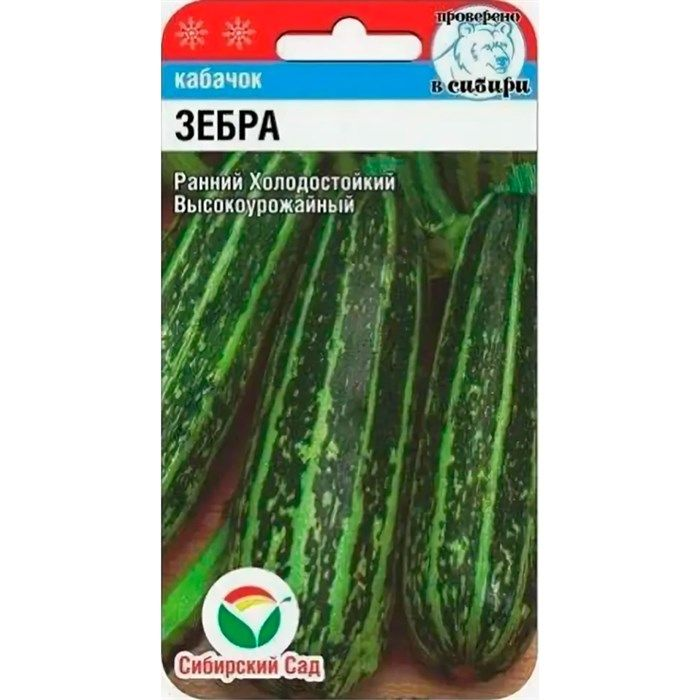 проверено
в сибири
кабачок
ЗЕБРА
Ранний Холодостойкий
Высокоурожайный
Сибирский Сад